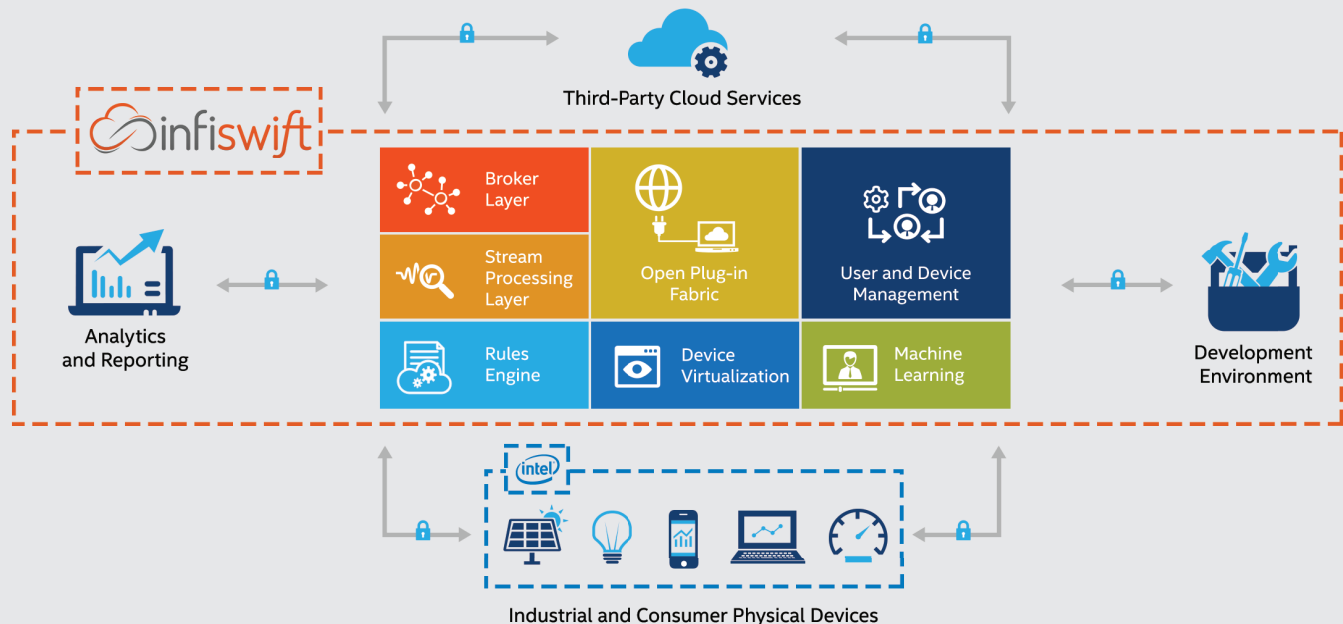 Third-Party Cloud Services
infiswift
Broker
Layer
Stream
Processing
Layer
Open Plug-in
Fabric
User and Device
Management
Analytics
and Reporting
Rules
Engine
Device
Virtualization
Machine
Learning
Development
Environment
intel
Industrial and Consumer Physical Devices